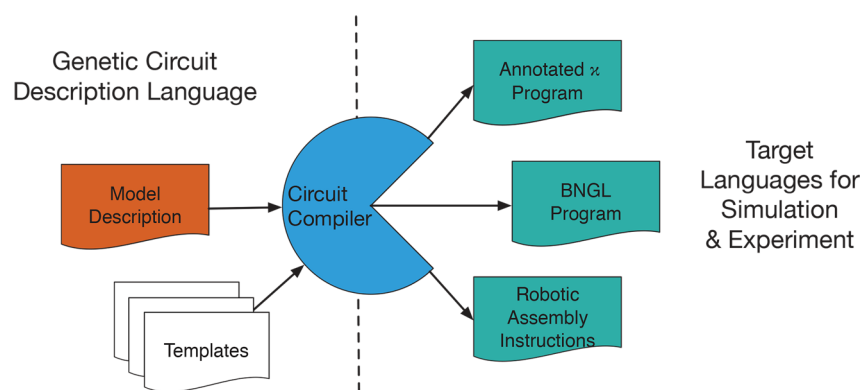 Genetic Circuit
Description Language
Model
Description
Templates
Circuit
Compiler
Annotated ϰ
Program
BNGL
Program
Robotic
Assembly
Instructions
Target
Languages for
Simulation
& Experiment